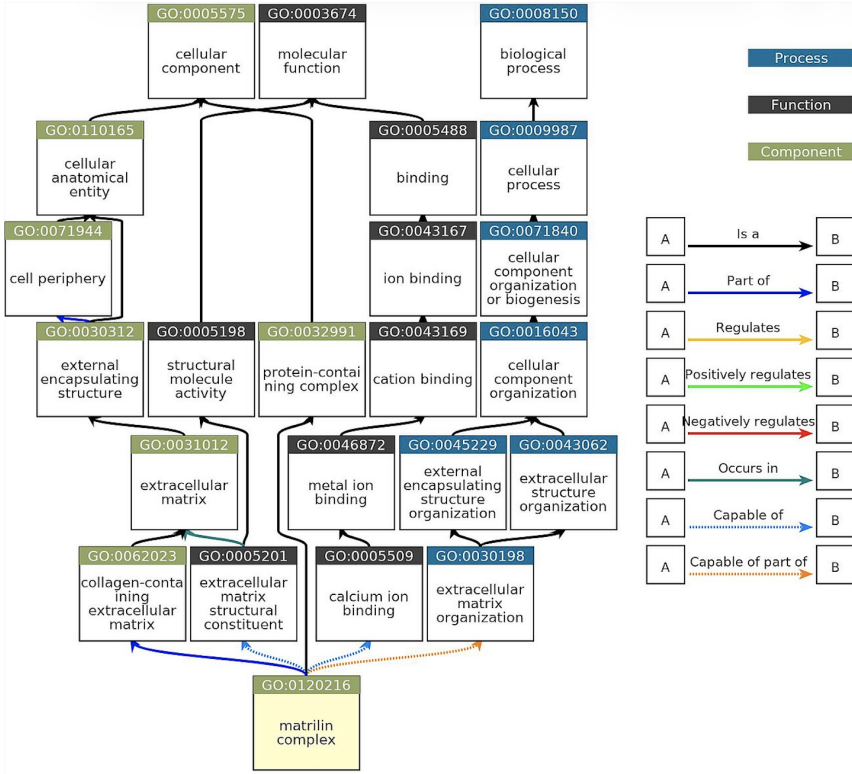 GO:0005575
cellular
component
GO:0003674
molecular
function
GO:0008150
biological
process
Process
Function
Component
GO:0110165
cellular
anatomical
entity
GO:0005488
binding
GO:0009987
cellular
process
GO:0071944
cell periphery
GO:0043167
ion binding
GO:0071840
cellular
component
organization
or biogenesis
GO:0030312
external
encapsulating
structure
GO:0005198
structural
molecule
activity
GO:0032991
protein-contai
ning complex
GO:0043169
cation binding
GO:0016043
cellular
component
organization
GO:0031012
extracellular
matrix
GO:0046872
metal ion
binding
GO:0045229
external
encapsulating
structure
organization
GO:0043062
extracellular
structure
organization
GO:0062023
collagen-conta
ining
extracellular
matrix
GO:0005201
extracellular
matrix
structural
constituent
GO:0005509
calcium ion
binding
GO:0030198
extracellular
matrix
organization
GO:0120216
matrilin
complex
A Is a B
A Part of B
A Regulates B
A Positively regulates B
A Negatively regulates B
A Occurs in B
A Capable of B
A Capable of part of B